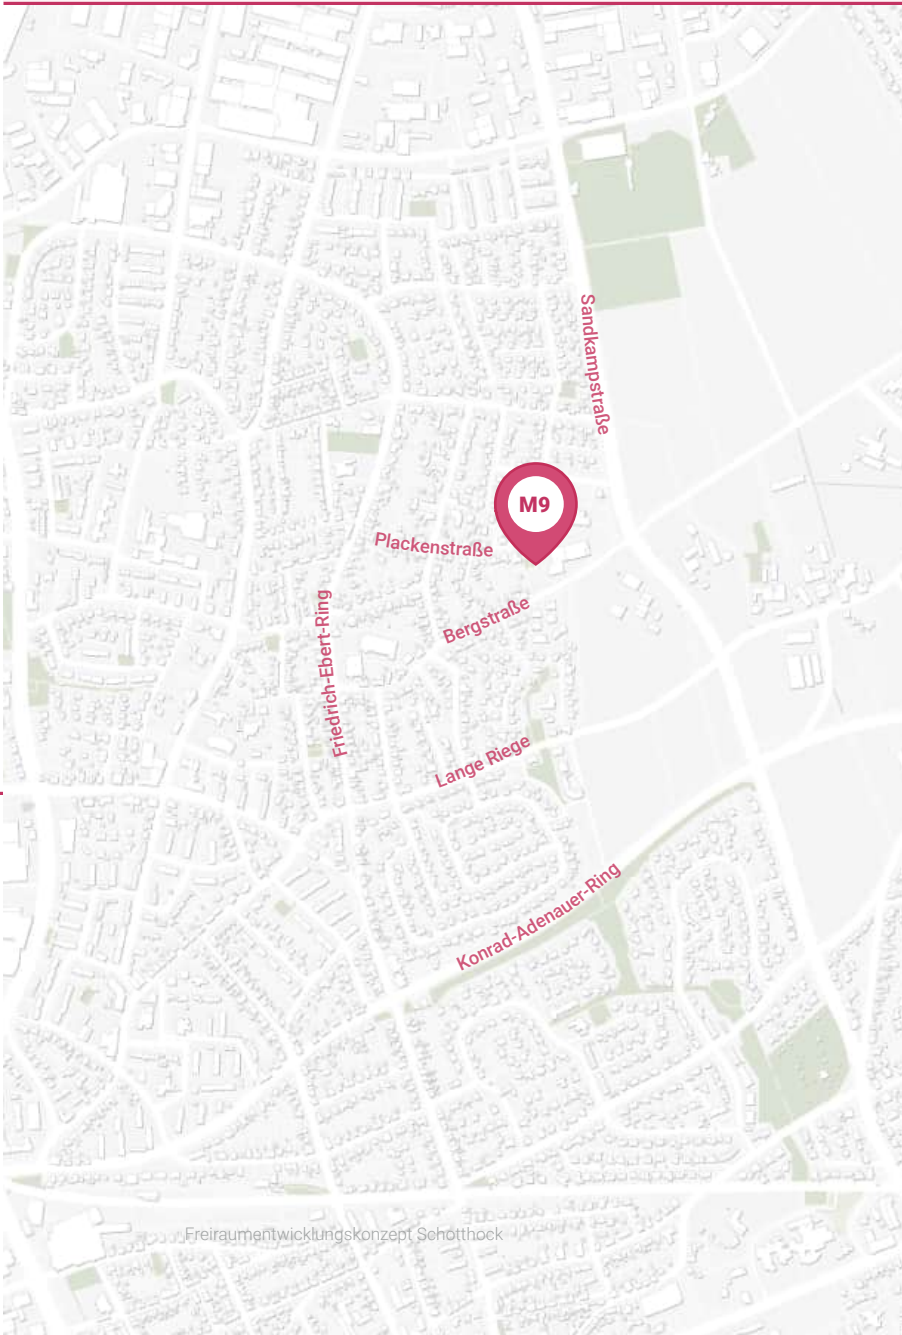 Sandkampstraße
M9
Plackenstraße
Bergstraße
Friedrich-Ebert-Ring
Lange Riege
Konrad-Adenauer-Ring
Freiraumentwicklungskonzept Schotthock